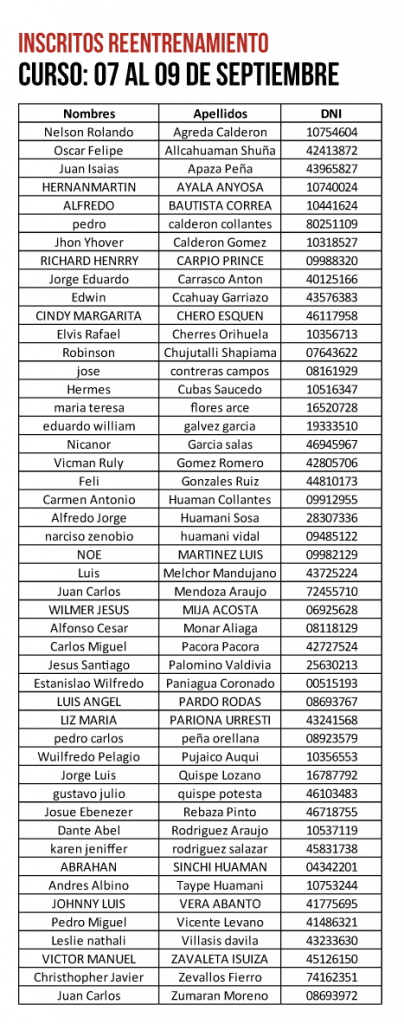 INSCRITOS REENTRENAMIENTO
CURSO: 07 AL 09 DE SEPTIEMBRE
Nombres Apellidos DNI
Nelson Rolando Agreda Calderon 10754604
Oscar Felipe Allcahuaman Shuña 42413872
Juan Isaias Apaza Peña 43965827
HERNANMARTIN AYALA ANYOSA 10740024
ALFREDO BAUTISTA CORREA 10441624
pedro calderon collantes 80251109
Jhon Yhover Calderon Gomez 10318527
RICHARD HENRRY CARPIO PRINCE 09988320
Jorge Eduardo Carrasco Anton 40125166
Edwin Ccahuay Garriazo 43576383
CINDY MARGARITA CHERO ESQUEN 46117958
Elvis Rafael Cherres Orihuela 10356713
Robinson Chujutalli Shapiama 07643622
jose contreras campos 08161929
Hermes Cubas Saucedo 10516347
maria teresa flores arce 16520728
eduardo william galvez garcia 19333510
Nicanor Garcia salas 46945967
Vicman Ruly Gomez Romero 42805706
Feli Gonzales Ruiz 44810173
Carmen Antonio Huaman Collantes 09912955
Alfredo Jorge Huamani Sosa 28307336
narciso zenobio huamani vidal 09485122
NOE MARTINEZ LUIS 09982129
Luis Melchor Mandujano 43725224
Juan Carlos Mendoza Araujo 72455710
WILMER JESUS MIJA ACOSTA 06925628
Alfonso Cesar Monar Aliaga 08118129
Carlos Miguel Pacora Pacora 42727524
Jesus Santiago Palomino Valdivia 25630213
Estanislao Wilfredo Paniagua Coronado 00515193
LUIS ANGEL PARDO RODAS 08693767
LIZ MARIA PARIONA URRESTI 43241568
pedro carlos peña orellana 08923579
Wuilfredo Pelagio Pujaico Auqui 10356553
Jorge Luis Quispe Lozano 16787792
gustavo julio quispe potesta 46103483
Josue Ebenezer Rebaza Pinto 46718755
Dante Abel Rodriguez Araujo 10537119
karen jeniffer rodriguez salazar 45831738
ABRAHAN SINCHI HUAMAN 04342201
Andres Albino Taype Huamani 10753244
JOHNNY LUIS VERA ABANTO 41775695
Pedro Miguel Vicente Levano 41486321
Leslie nathali Villasis davila 43233630
VICTOR MANUEL ZAVALETA ISUIZA 45126150
Christhopher Javier Zevallos Fierro 74162351
Juan Carlos Zumaran Moreno 08693972